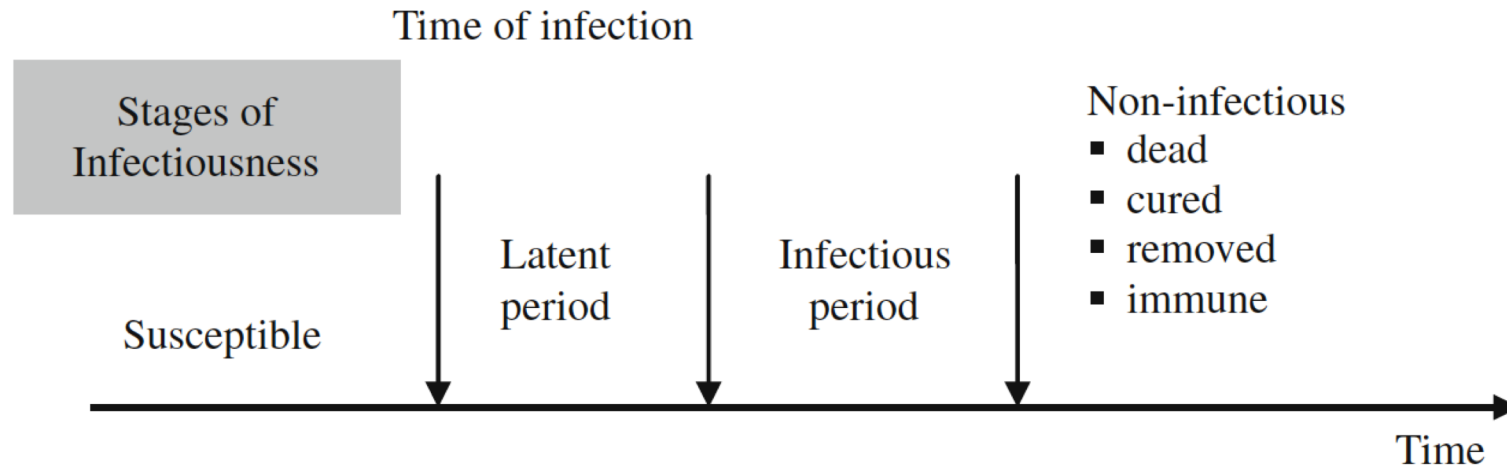 Time of infection
Stages of
Infectiousness
Non-infectious
▪ dead
▪ cured
▪ removed
▪ immune
Latent
period
Infectious
period
Susceptible
Time